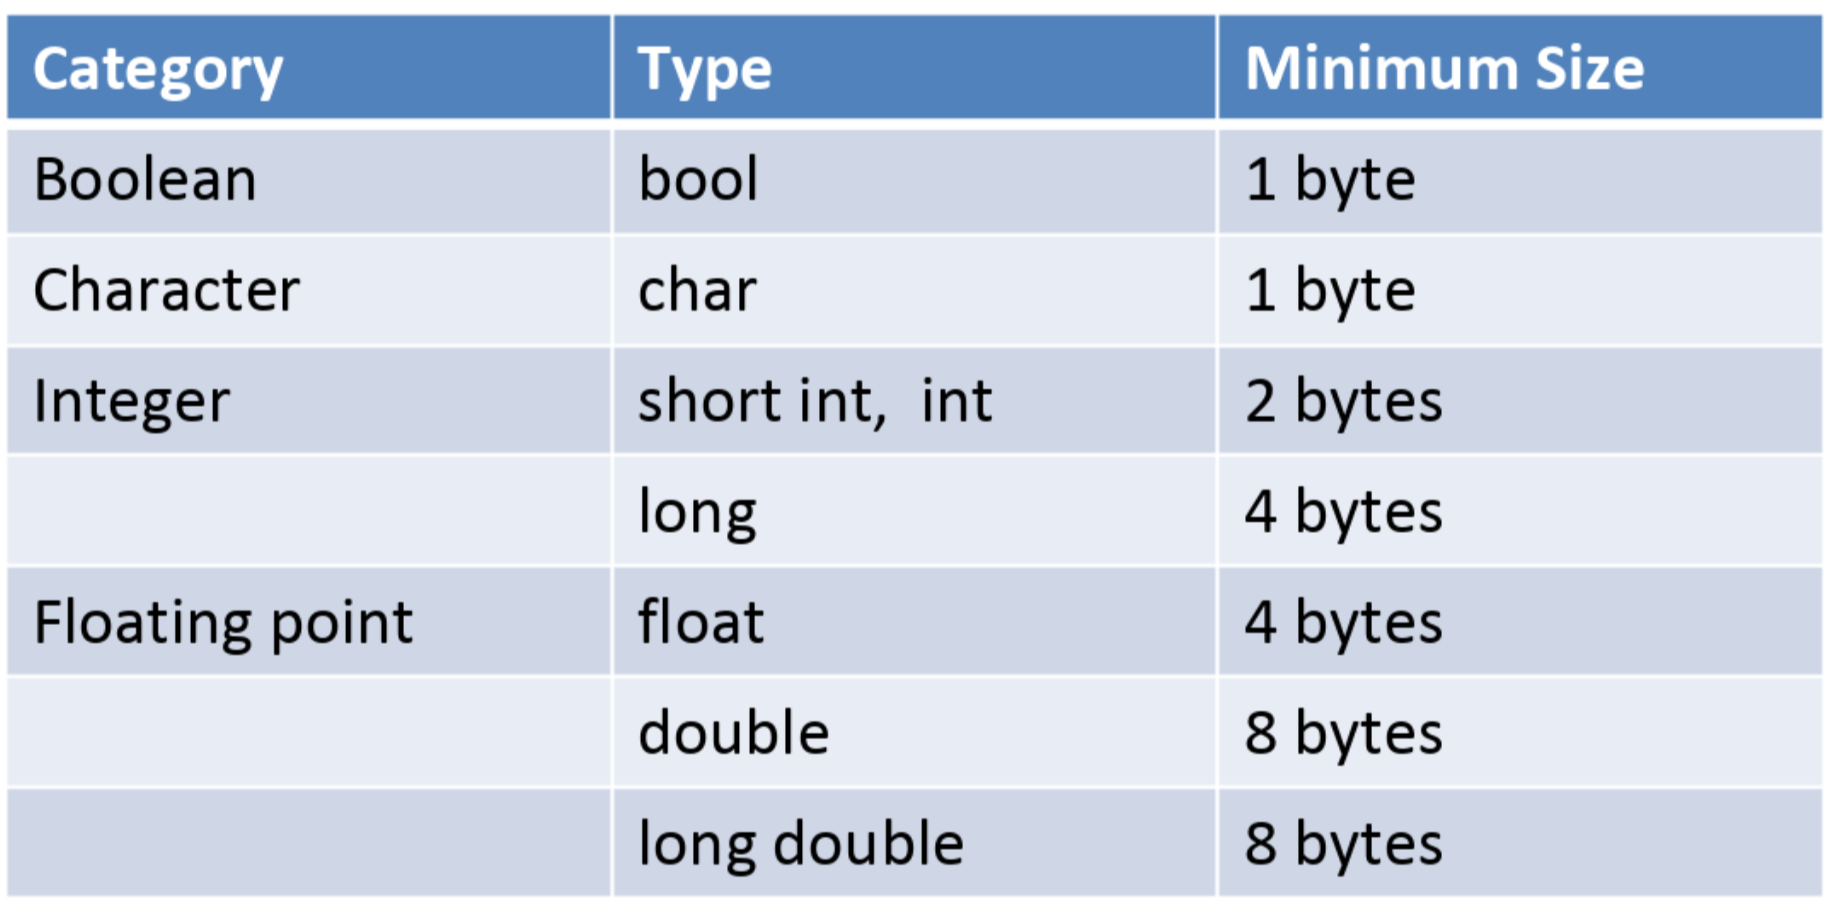 Category Type Minimum Size
Boolean bool 1 byte
Character char 1 byte
Integer short int,  int 2 bytes
long 4 bytes
Floating point float 4 bytes
double 8 bytes
long double 8 bytes